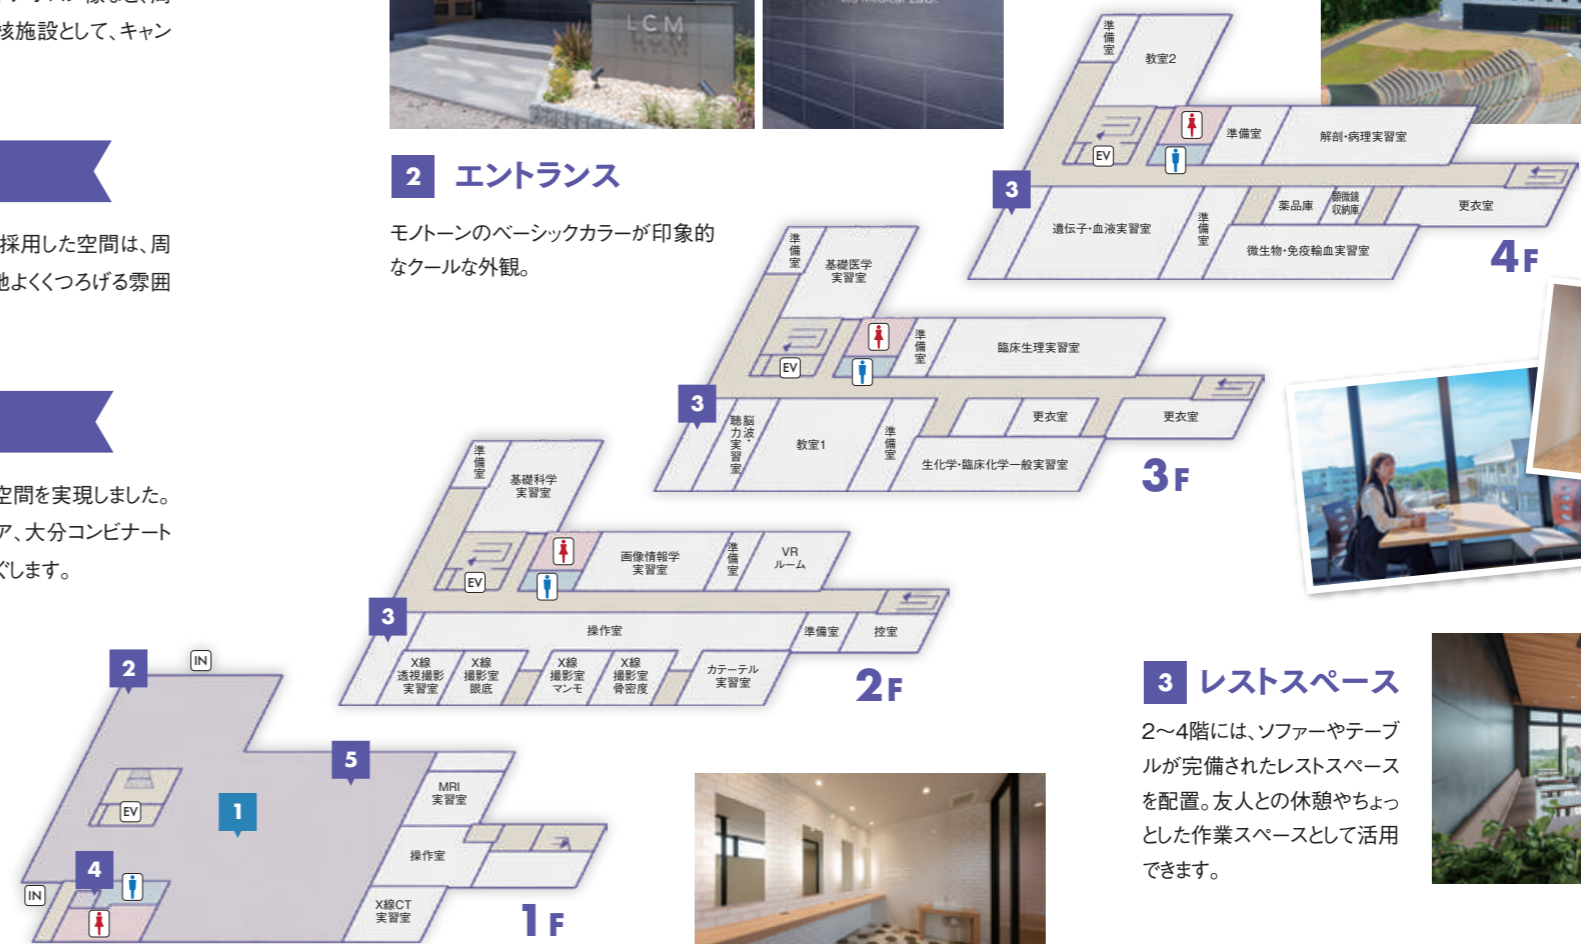 核施設として、キャン
採用した空間は、周
地よくくつろげる雰囲
空間を実現しました。
ア、大分コンビナート
ぐします。
LCM
2 エントランス
モノトーンのベーシックカラーが印象的
なクールな外観。
準備室
教室2
EV
準備室
解剖・病理実習室
3
遺伝子・血液実習室
準備室
薬品庫
顕微鏡
収納庫
更衣室
微生物・免疫輸血実習室
4F
準備室
基礎医学
実習室
EV
準備室
臨床生理実習室
3
脳波・
聴力実習室
教室1
準備室
更衣室
更衣室
生化学・臨床化学一般実習室
3F
準備室
基礎科学
実習室
EV
画像情報学
実習室
準備室
VR
ルーム
3
操作室
準備室
控室
X線
透視撮影
実習室
X線
撮影室
眼底
X線
撮影室
マンモ
X線
撮影室
骨密度
カテーテル
実習室
2F
2
IN
5
EV
1
MRI
実習室
操作室
4
IN
X線CT
実習室
1F
3 レストスペース
2〜4階には、ソファーやテーブ
ルが完備されたレストスペース
を配置。友人との休憩やちょっ
とした作業スペースとして活用
できます。